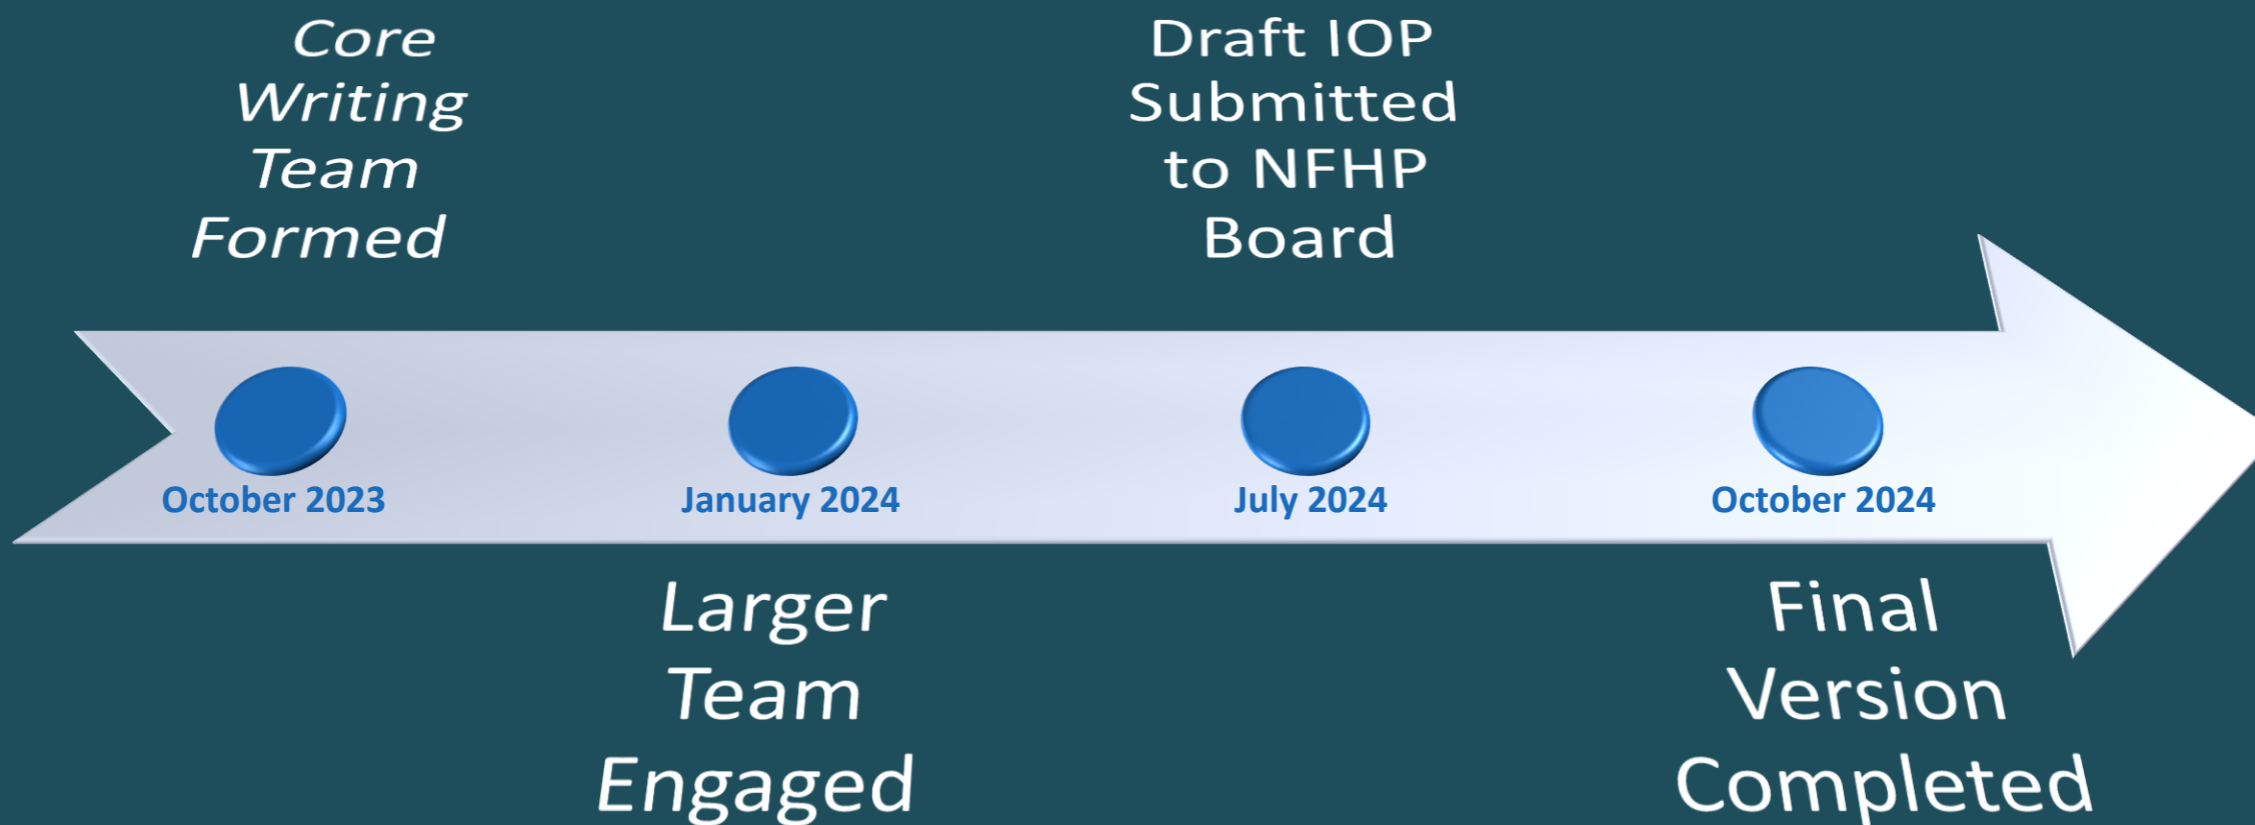 Core
Writing
Team
Formed
Draft IOP
Submitted
to NFHP
Board
October 2023
January 2024
July 2024
October 2024
Larger
Team
Engaged
Final
Version
Completed